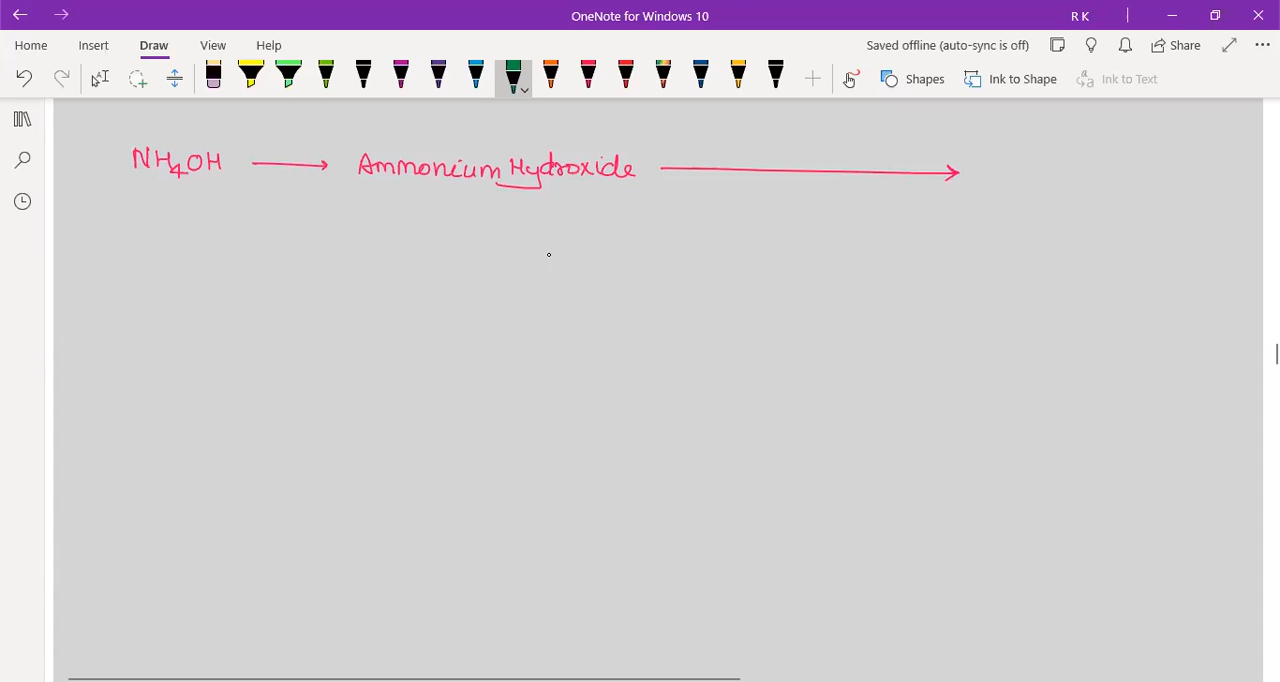 OneNote for Windows 10
R K
Home Insert Draw View Help
Saved offline (auto-sync is off) Share
Shapes Ink to Shape Ink to Text
NH4OH → Ammonium Hydroxide →